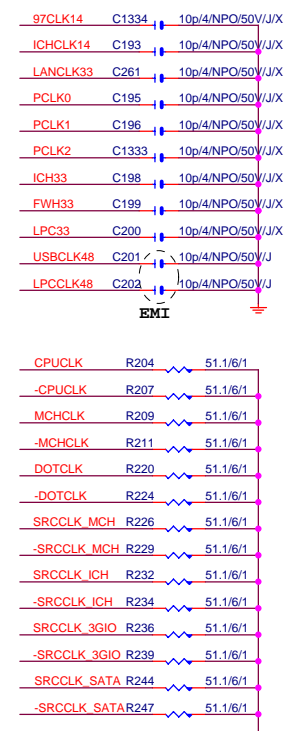 97CLK14 C1334 10p/4/NPO/50V/J/X
ICHCLK14 C193 10p/4/NPO/50V/J/X
LANCLK33 C261 10p/4/NPO/50V/J/X
PCLK0 C195 10p/4/NPO/50V/J/X
PCLK1 C196 10p/4/NPO/50V/J/X
PCLK2 C1333 10p/4/NPO/50V/J/X
ICH33 C198 10p/4/NPO/50V/J/X
FWH33 C199 10p/4/NPO/50V/J/X
LPC33 C200 10p/4/NPO/50V/J/X
USBCLK48 C201 10p/4/NPO/50V/J
LPCCLK48 C202 10p/4/NPO/50V/J
EMI
CPUCLK R204 51.1/6/1
-CPUCLK R207 51.1/6/1
MCHCLK R209 51.1/6/1
-MCHCLK R211 51.1/6/1
DOTCLK R220 51.1/6/1
-DOTCLK R224 51.1/6/1
SRCCLK_MCH R226 51.1/6/1
-SRCCLK_MCH R229 51.1/6/1
SRCCLK_ICH R232 51.1/6/1
-SRCCLK_ICH R234 51.1/6/1
SRCCLK_3GIO R236 51.1/6/1
-SRCCLK_3GIO R239 51.1/6/1
SRCCLK_SATA R244 51.1/6/1
-SRCCLK_SATA R247 51.1/6/1